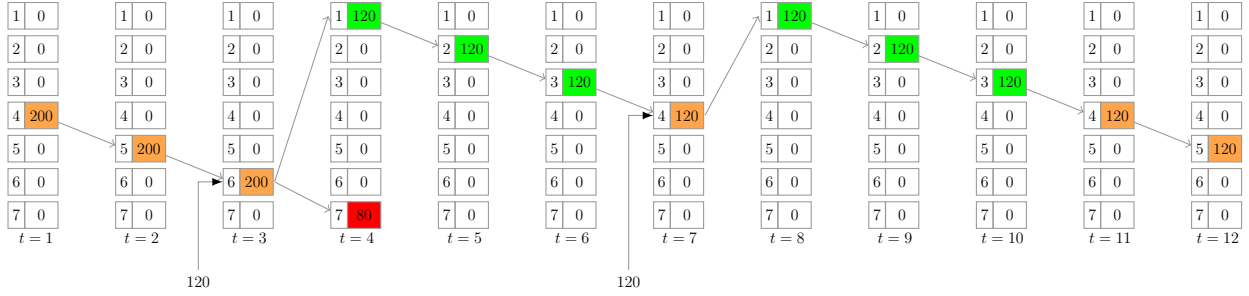 1 0 1 0 1 0 1 120 1 0 1 0 1 0 1 120 1 0 1 0 1 0 1 0
2 0 2 0 2 0 2 0 2 120 2 0 2 0 2 0 2 120 2 0 2 0 2 0
3 0 3 0 3 0 3 0 3 0 3 120 3 0 3 0 3 0 3 120 3 0 3 0
4 200 4 0 4 0 4 0 4 0 4 0 4 120 4 0 4 0 4 0 4 120 4 0
5 0 5 200 5 0 5 0 5 0 5 0 5 0 5 0 5 0 5 0 5 0 5 120
6 0 6 0 6 200 6 0 6 0 6 0 6 0 6 0 6 0 6 0 6 0 6 0
7 0 7 0 7 0 7 80 7 0 7 0 7 0 7 0 7 0 7 0 7 0 7 0
t = 1 t = 2 t = 3 t = 4 t = 5 t = 6 t = 7 t = 8 t = 9 t = 10 t = 11 t = 12
120 120